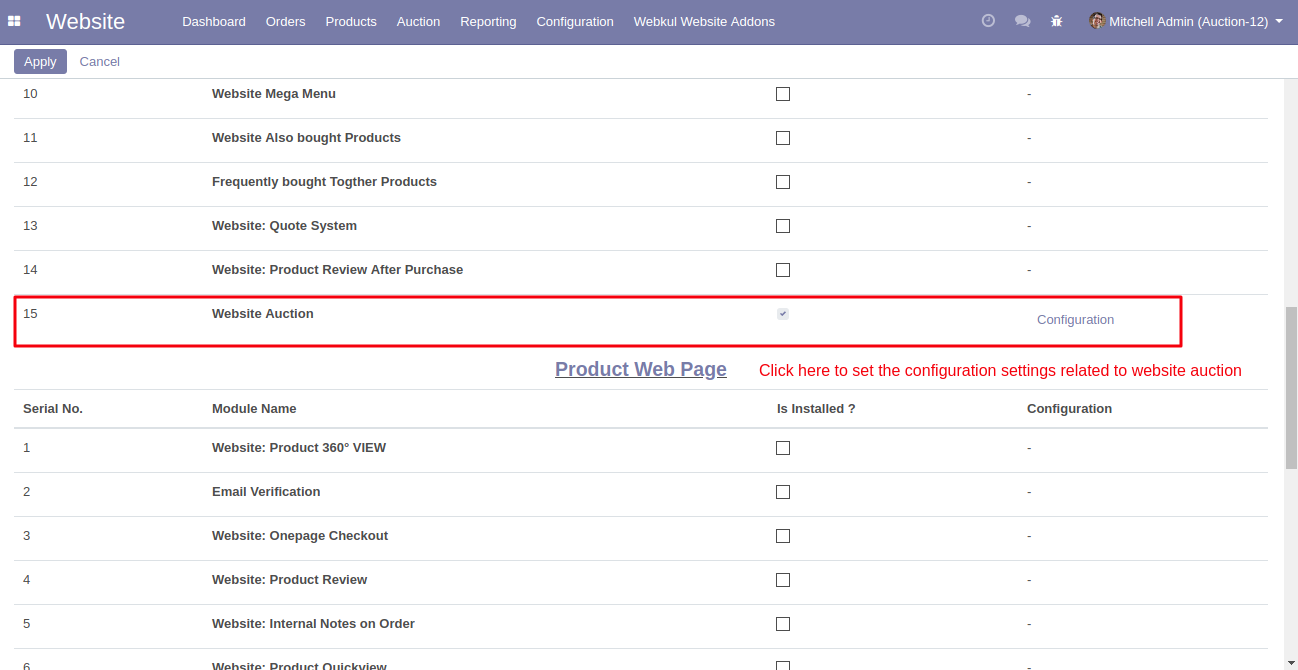 Website Dashboard Orders Products Auction Reporting Configuration Webkul Website Addons Mitchell Admin (Auction-12)
Apply Cancel
10 Website Mega Menu -
11 Website Also bought Products -
12 Frequently bought Togther Products -
13 Website: Quote System -
14 Website: Product Review After Purchase -
15 Website Auction Configuration
Product Web Page Click here to set the configuration settings related to website auction
Serial No. Module Name Is Installed ? Configuration
1 Website: Product 360° VIEW -
2 Email Verification -
3 Website: Onepage Checkout -
4 Website: Product Review -
5 Website: Internal Notes on Order -
6 Website: Product Quickview -